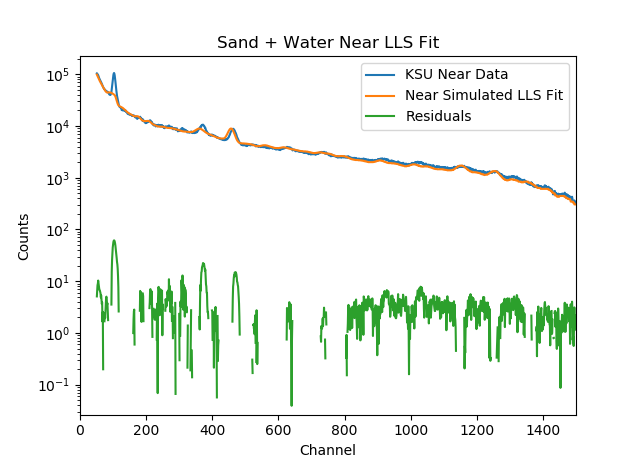 Sand + Water Near LLS Fit
KSU Near Data
Near Simulated LLS Fit
Residuals
Counts
10^5
10^4
10^3
10^2
10^1
10^0
10^-1
0 200 400 600 800 1000 1200 1400
Channel